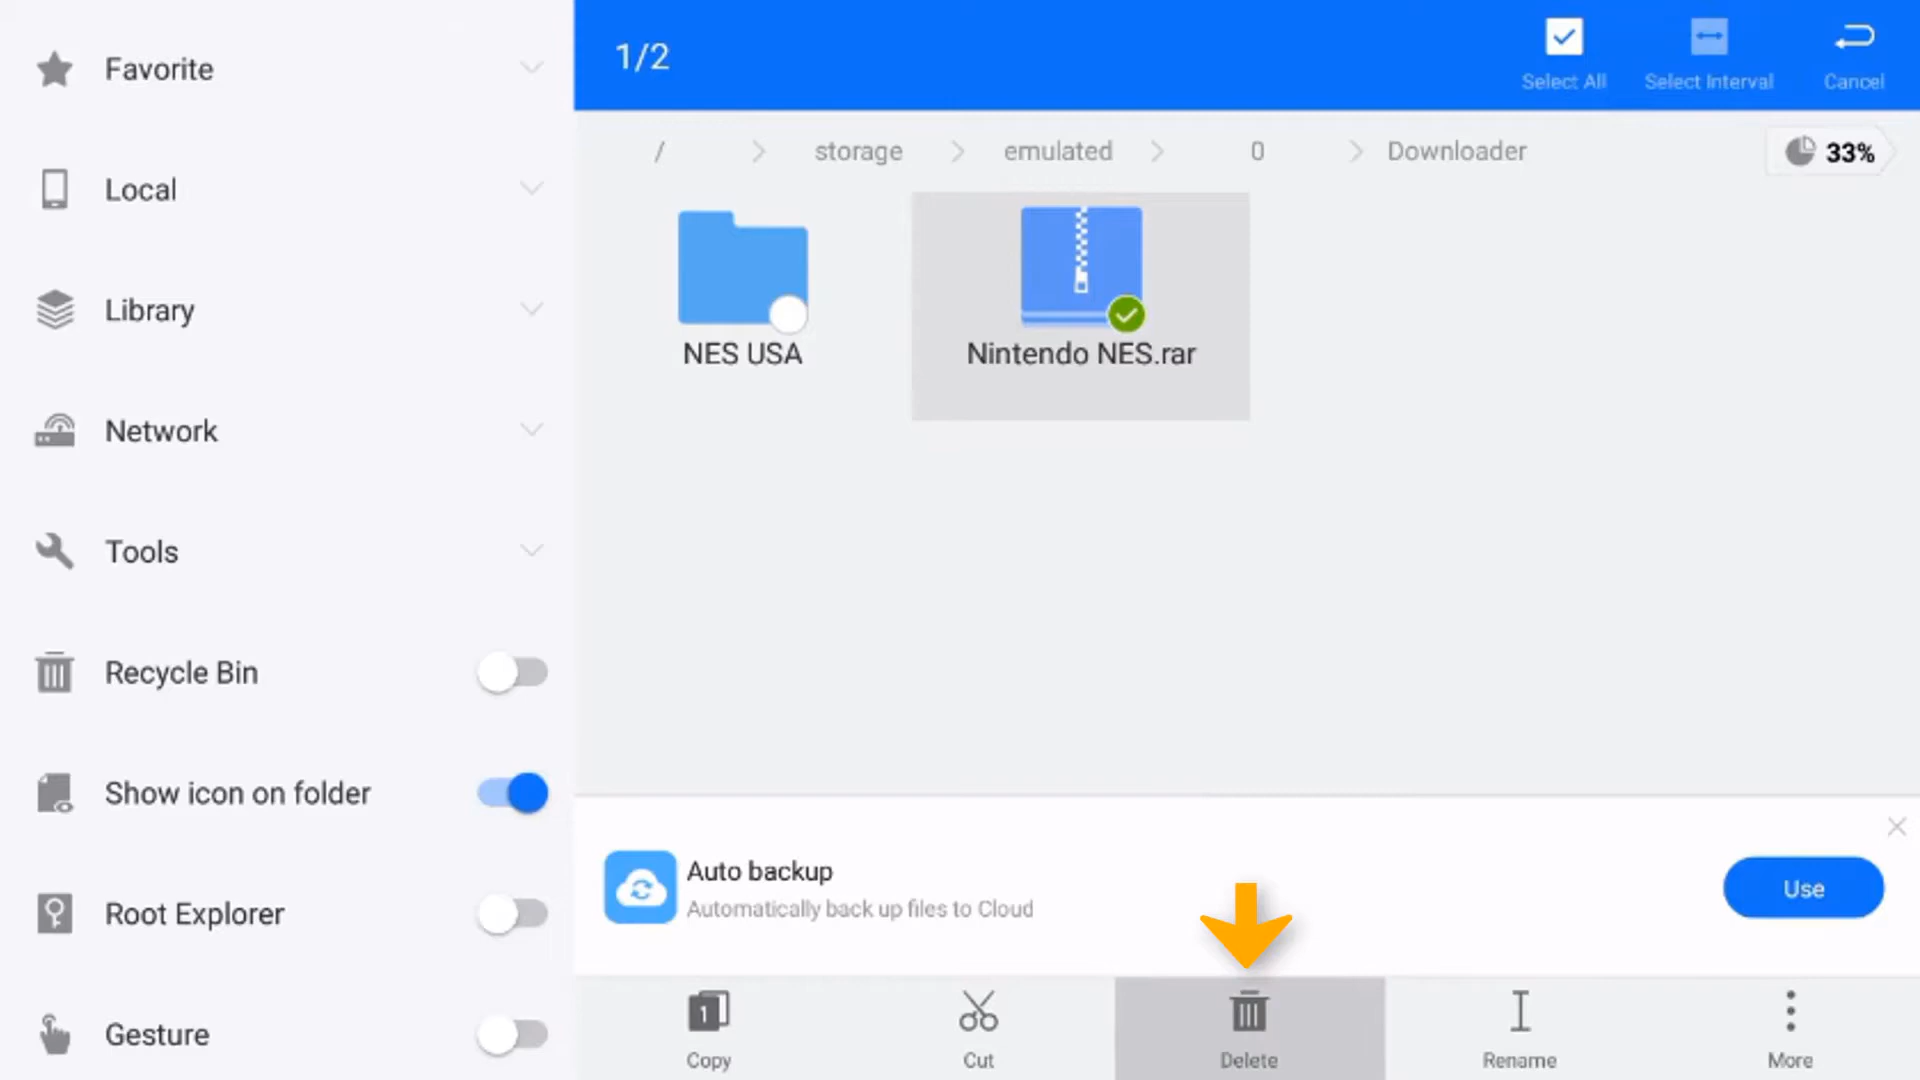 Favorite
Local
Library
Network
Tools
Recycle Bin
Show icon on folder
Root Explorer
Gesture
1/2
Select All
Select Interval
Cancel
/ storage emulated 0 Downloader
33%
NES USA
Nintendo NES.rar
Auto backup
Automatically back up files to Cloud
Use
1
Copy
Cut
Delete
Rename
More